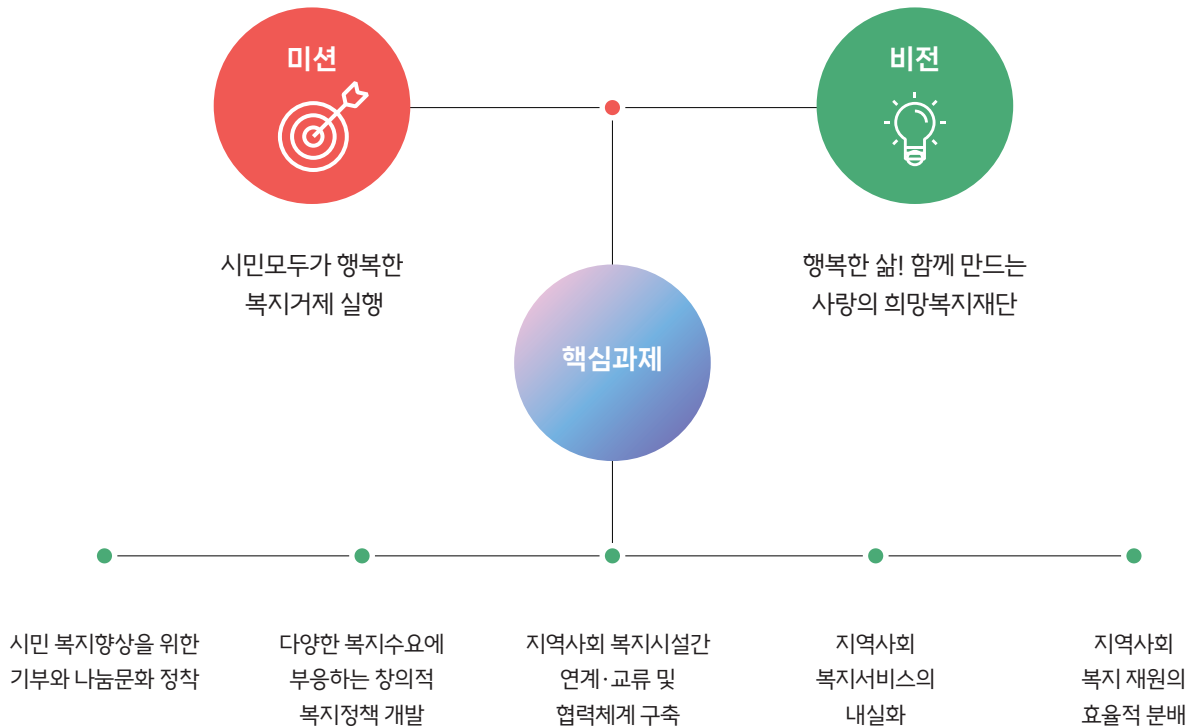 미션
비전
시민모두가 행복한
복지거제 실행
행복한 삶! 함께 만드는
사랑의 희망복지재단
핵심과제
시민 복지향상을 위한
기부와 나눔문화 정착
다양한 복지수요에
부응하는 창의적
복지정책 개발
지역사회 복지시설간
연계·교류 및
협력체계 구축
지역사회
복지서비스의
내실화
지역사회
복지 재원의
효율적 분배